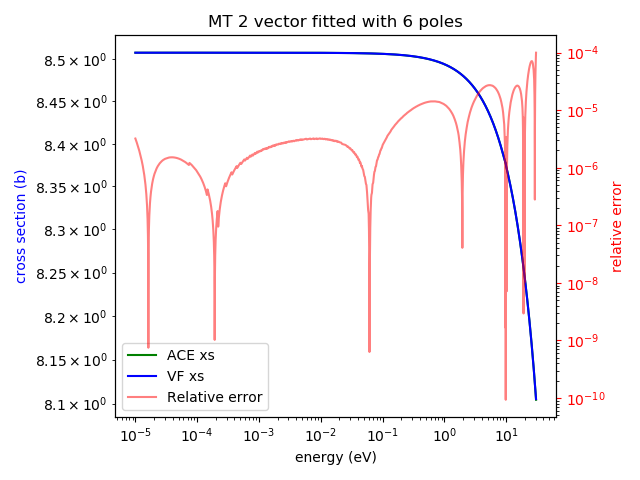 MT 2 vector fitted with 6 poles
cross section (b)
8.5 × 10⁰
8.45 × 10⁰
8.4 × 10⁰
8.35 × 10⁰
8.3 × 10⁰
8.25 × 10⁰
8.2 × 10⁰
8.15 × 10⁰
8.1 × 10⁰
ACE xs
VF xs
Relative error
10⁻⁵ 10⁻⁴ 10⁻³ 10⁻² 10⁻¹ 10⁰ 10¹
energy (eV)
10⁻⁴
10⁻⁵
10⁻⁶
10⁻⁷
10⁻⁸
10⁻⁹
10⁻¹⁰
relative error